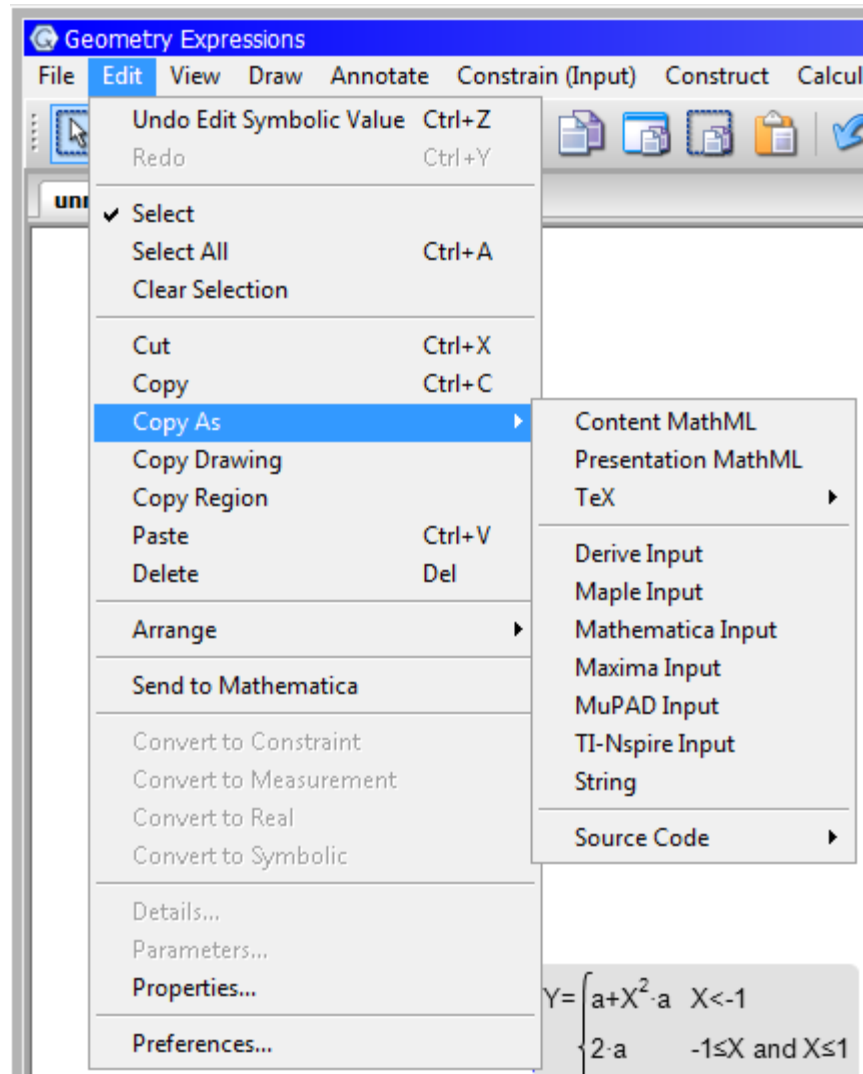 Geometry Expressions
File Edit View Draw Annotate Constrain (Input) Construct Calcul
Undo Edit Symbolic Value Ctrl+Z
Redo Ctrl+Y
unr
Select
Select All Ctrl+A
Clear Selection
Cut Ctrl+X
Copy Ctrl+C
Copy As
Copy Drawing
Copy Region
Paste Ctrl+V
Delete Del
Arrange
Send to Mathematica
Convert to Constraint
Convert to Measurement
Convert to Real
Convert to Symbolic
Details...
Parameters...
Properties...
Preferences...
Content MathML
Presentation MathML
TeX
Derive Input
Maple Input
Mathematica Input
Maxima Input
MuPAD Input
TI-Nspire Input
String
Source Code
Y= a+X²·a X<-1
2·a -1≤X and X≤1